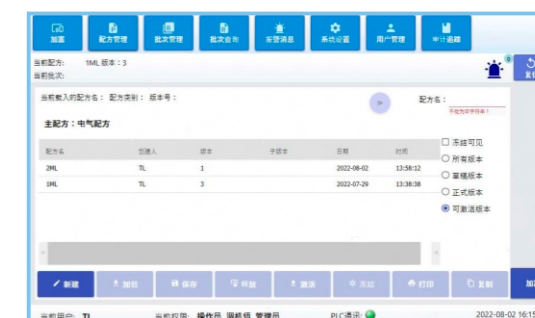 加塞 配方管理 批次管理 批次查询 报警消息 系统设置 用户管理 审计追踪
当前配方: 1ML 版本：3
当前批次:
当前载入的配方名： 配方类别： 版本号：
配方名：
不能为空字符串！
主配方：电气配方
配方名 创建人 版本 子版本 日期 时间
2ML TL 1 2022-08-02 13:58:12
1ML TL 3 2022-07-29 13:38:38
冻结可见
所有版本
草稿版本
正式版本
可激活版本
新建 加载 保存 释放 激活 冻结 打印 复制
当前用户: TL 当前权限: 操作员 调机师 管理员 PLC通讯: 2022-08-02 16:15